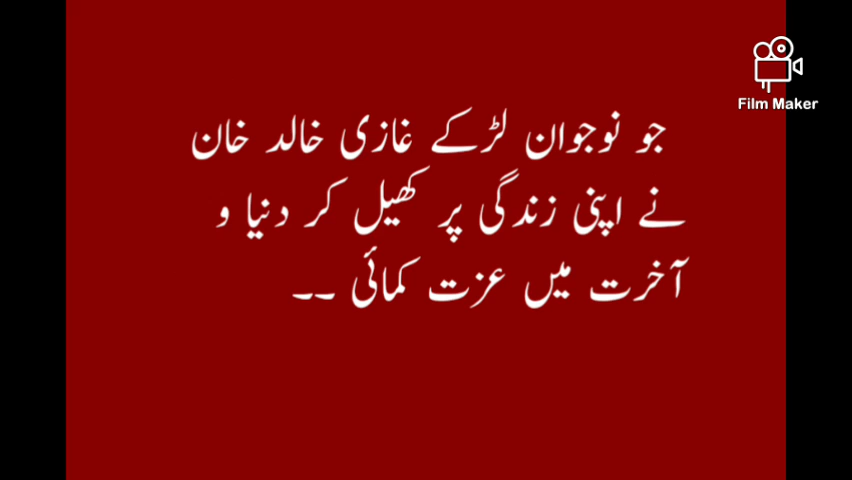 Film Maker
جو نوجوان لڑکے غازی خالد خان
نے اپنی زندگی پر کھیل کر دنیا و
آخرت میں عزت کمائی --